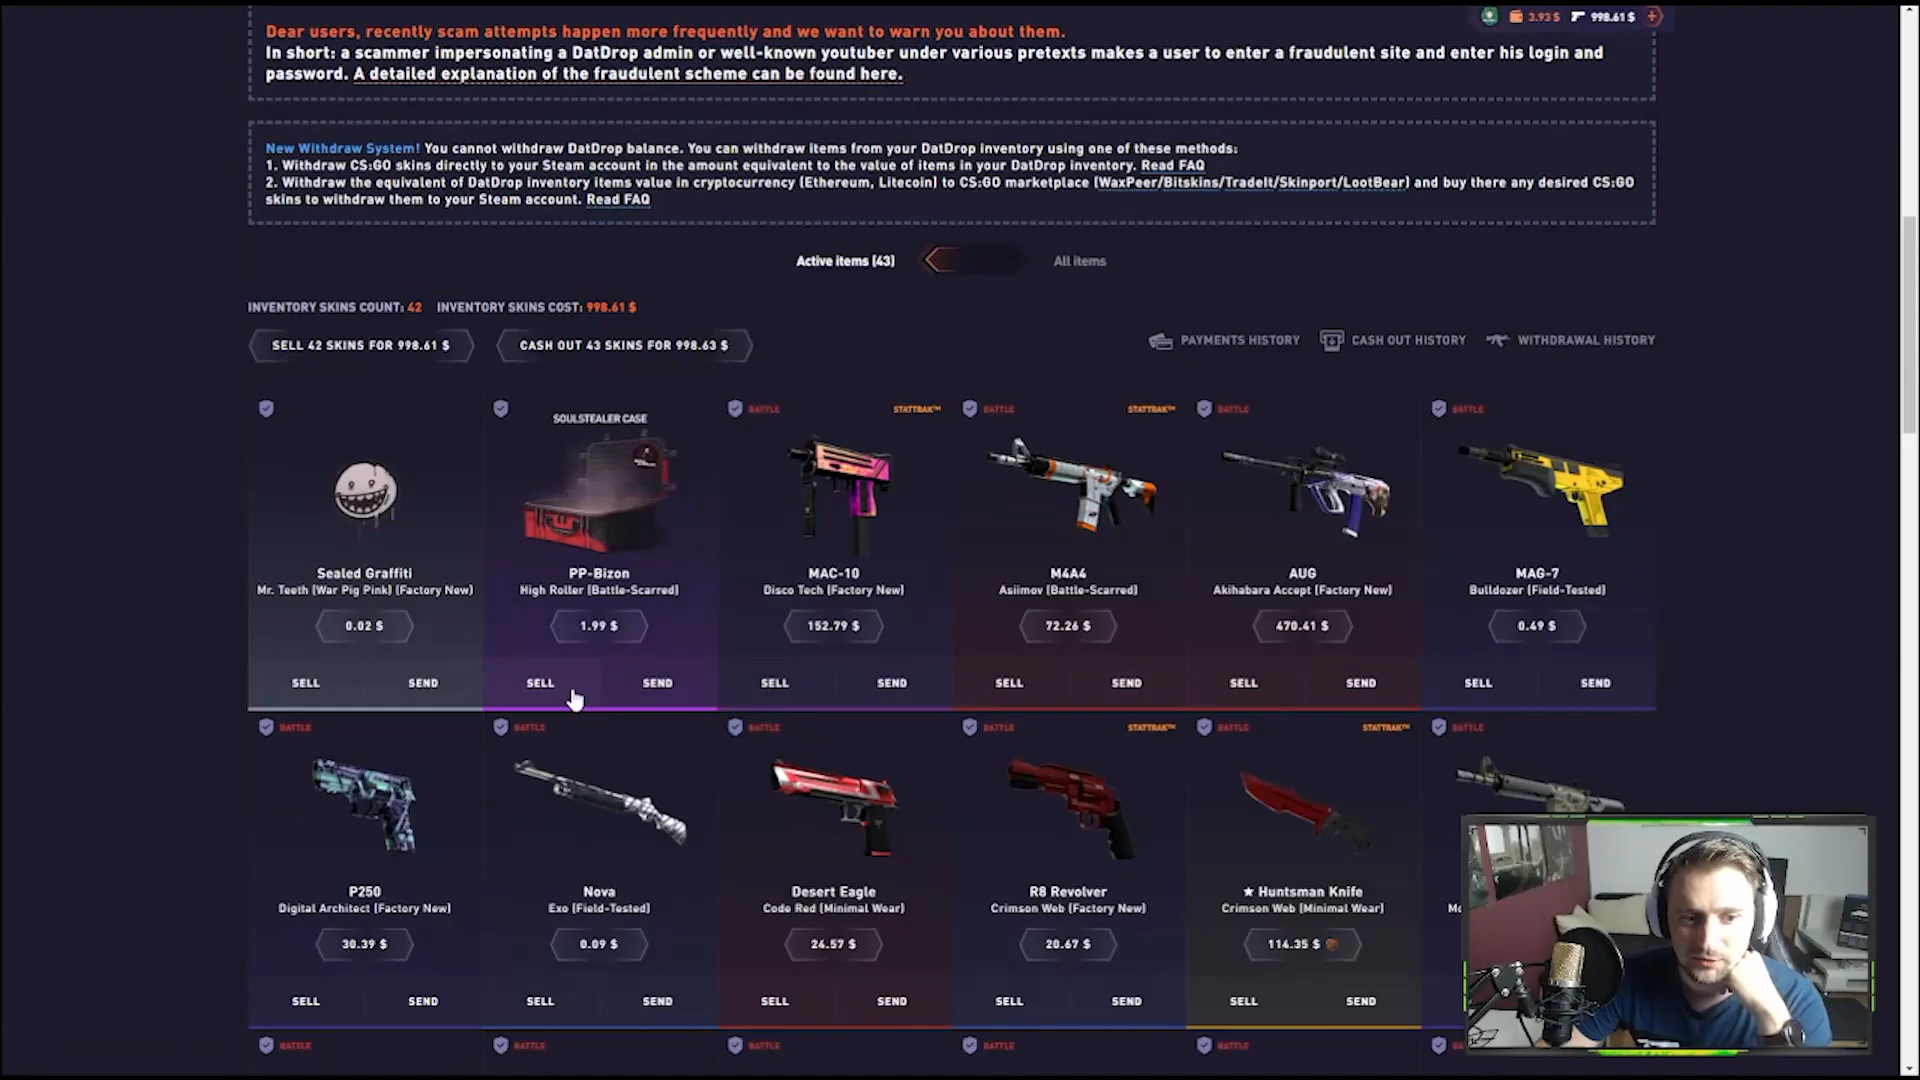 3.93 $ 998.61 $
Dear users, recently scam attempts happen more frequently and we want to warn you about them.
In short: a scammer impersonating a DatDrop admin or well-known youtuber under various pretexts makes a user to enter a fraudulent site and enter his login and
password. A detailed explanation of the fraudulent scheme can be found here.
New Withdraw System! You cannot withdraw DatDrop balance. You can withdraw items from your DatDrop inventory using one of these methods:
1. Withdraw CS:GO skins directly to your Steam account in the amount equivalent to the value of items in your DatDrop inventory. Read FAQ
2. Withdraw the equivalent of DatDrop inventory items value in cryptocurrency (Ethereum, Litecoin) to CS:GO marketplace (WaxPeer/Bitskins/TradeIt/Skinport/LootBear) and buy there any desired CS:GO
skins to withdraw them to your Steam account. Read FAQ
Active items (43) All items
INVENTORY SKINS COUNT: 42 INVENTORY SKINS COST: 998.61 $
SELL 42 SKINS FOR 998.61 $ CASH OUT 43 SKINS FOR 998.63 $ PAYMENTS HISTORY CASH OUT HISTORY WITHDRAWAL HISTORY
SOULSTEALER CASE BATTLE STATTRAK™ BATTLE STATTRAK™ BATTLE BATTLE
Sealed Graffiti PP-Bizon MAC-10 M4A4 AUG MAG-7
Mr. Teeth (War Pig Pink) (Factory New) High Roller (Battle-Scarred) Disco Tech (Factory New) Asiimov (Battle-Scarred) Akihabara Accept (Factory New) Bulldozer (Field-Tested)
0.02 $ 1.99 $ 152.79 $ 72.26 $ 470.41 $ 0.49 $
SELL SEND SELL SEND SELL SEND SELL SEND SELL SEND SELL SEND
BATTLE BATTLE BATTLE BATTLE STATTRAK™ BATTLE STATTRAK™ BATTLE
P250 Nova Desert Eagle R8 Revolver ★ Huntsman Knife
Digital Architect (Factory New) Exo (Field-Tested) Code Red (Minimal Wear) Crimson Web (Factory New) Crimson Web (Minimal Wear)
30.39 $ 0.09 $ 24.57 $ 20.67 $ 114.35 $
SELL SEND SELL SEND SELL SEND SELL SEND SELL SEND
BATTLE BATTLE BATTLE BATTLE BATTLE